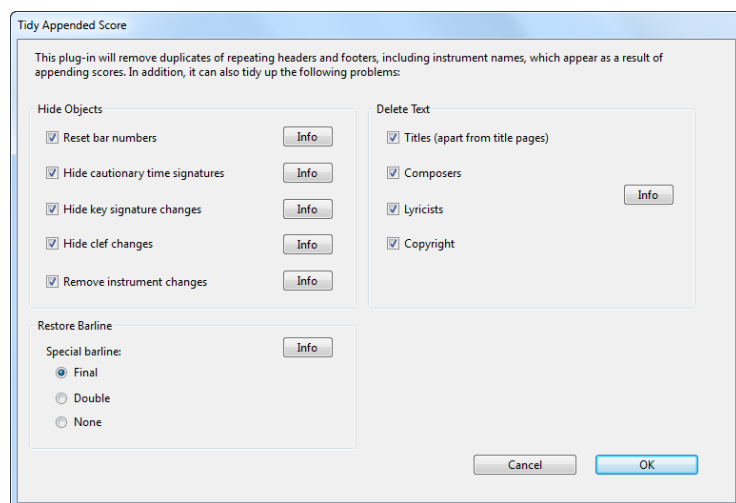 Tidy Appended Score
This plug-in will remove duplicates of repeating headers and footers, including instrument names, which appear as a result of
appending scores. In addition, it can also tidy up the following problems:
Hide Objects
Reset bar numbers
Info
Hide cautionary time signatures
Info
Hide key signature changes
Info
Hide clef changes
Info
Remove instrument changes
Info
Delete Text
Titles (apart from title pages)
Composers
Info
Lyricists
Copyright
Restore Barline
Special barline:
Info
Final
Double
None
Cancel
OK